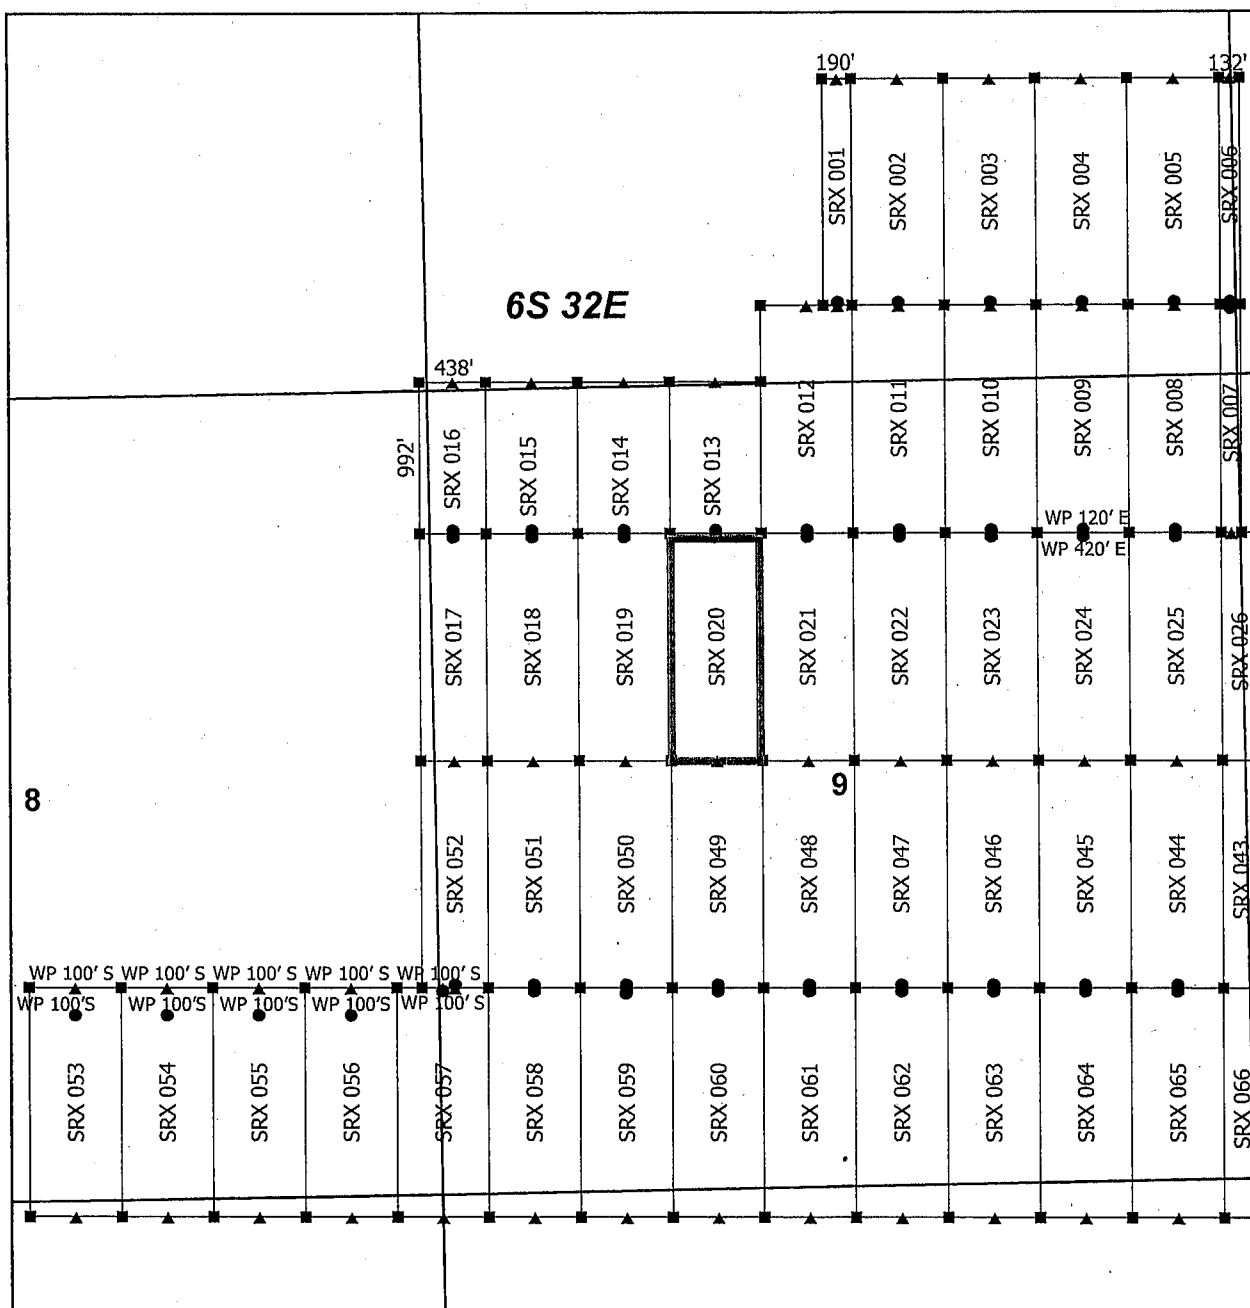 190'
132'
SRX 001
SRX 002
SRX 003
SRX 004
SRX 005
SRX 006
6S 32E
438'
992'
SRX 016
SRX 015
SRX 014
SRX 013
SRX 012
SRX 011
SRX 010
SRX 009
SRX 008
SRX 007
WP 120' E
WP 420' E
SRX 017
SRX 018
SRX 019
SRX 020
SRX 021
SRX 022
SRX 023
SRX 024
SRX 025
SRX 026
8
9
SRX 052
SRX 051
SRX 050
SRX 049
SRX 048
SRX 047
SRX 046
SRX 045
SRX 044
SRX 043
WP 100' S WP 100' S WP 100' S WP 100' S WP 100' S
WP 100'S WP 100'S WP 100'S WP 100'S WP 100' S
SRX 053
SRX 054
SRX 055
SRX 056
SRX 057
SRX 058
SRX 059
SRX 060
SRX 061
SRX 062
SRX 063
SRX 064
SRX 065
SRX 066